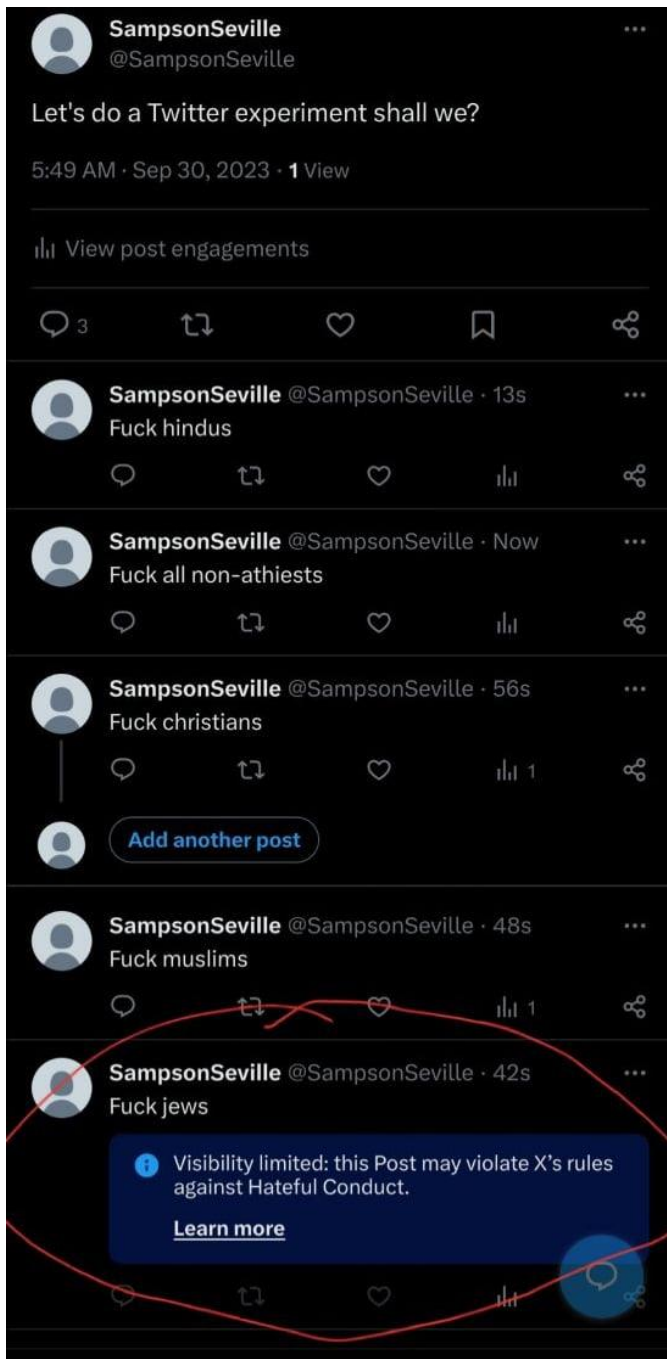 SampsonSeville
@SampsonSeville
Let's do a Twitter experiment shall we?
5:49 AM · Sep 30, 2023 · 1 View
View post engagements
3
SampsonSeville @SampsonSeville · 13s
Fuck hindus
SampsonSeville @SampsonSeville · Now
Fuck all non-athiests
SampsonSeville @SampsonSeville · 56s
Fuck christians
1
Add another post
SampsonSeville @SampsonSeville · 48s
Fuck muslims
1
SampsonSeville @SampsonSeville · 42s
Fuck jews
Visibility limited: this Post may violate X's rules
against Hateful Conduct.
Learn more